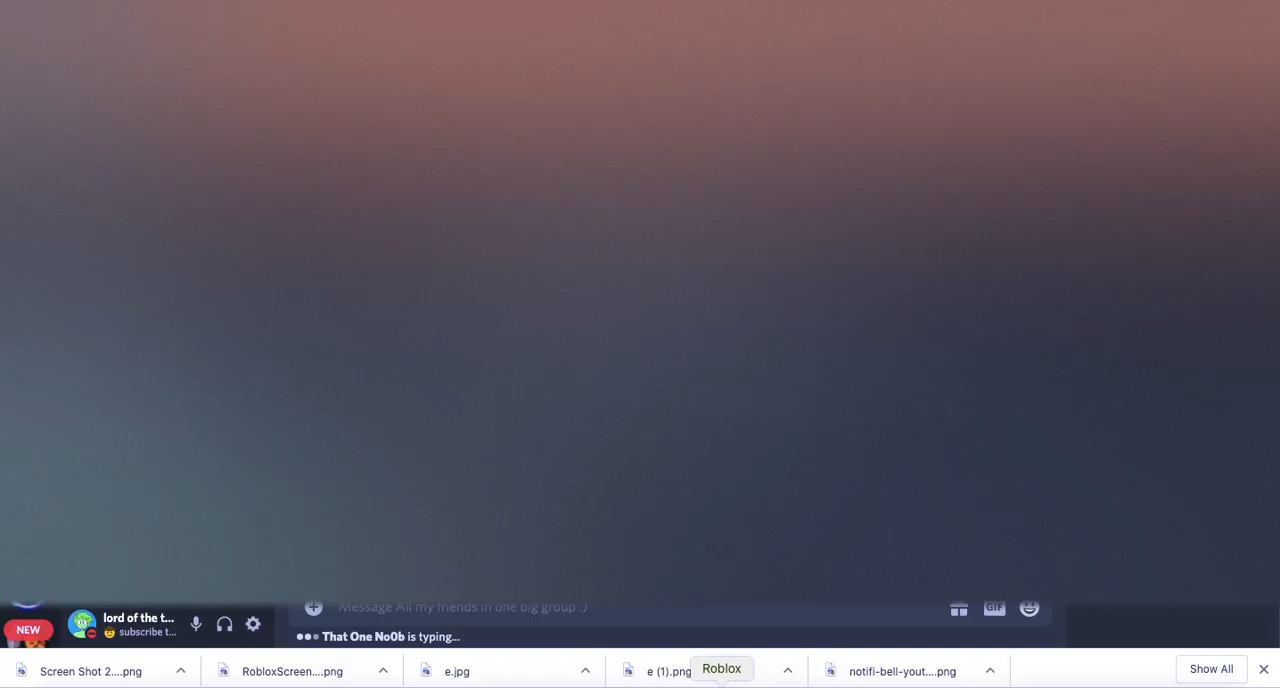 Message All my friends in one big group :)
GIF
NEW
lord of the t...
subscribe t...
That One No0b is typing...
Screen Shot 2....png
RobloxScreen....png
e.jpg
e (1).png
Roblox
notifi-bell-yout....png
Show All